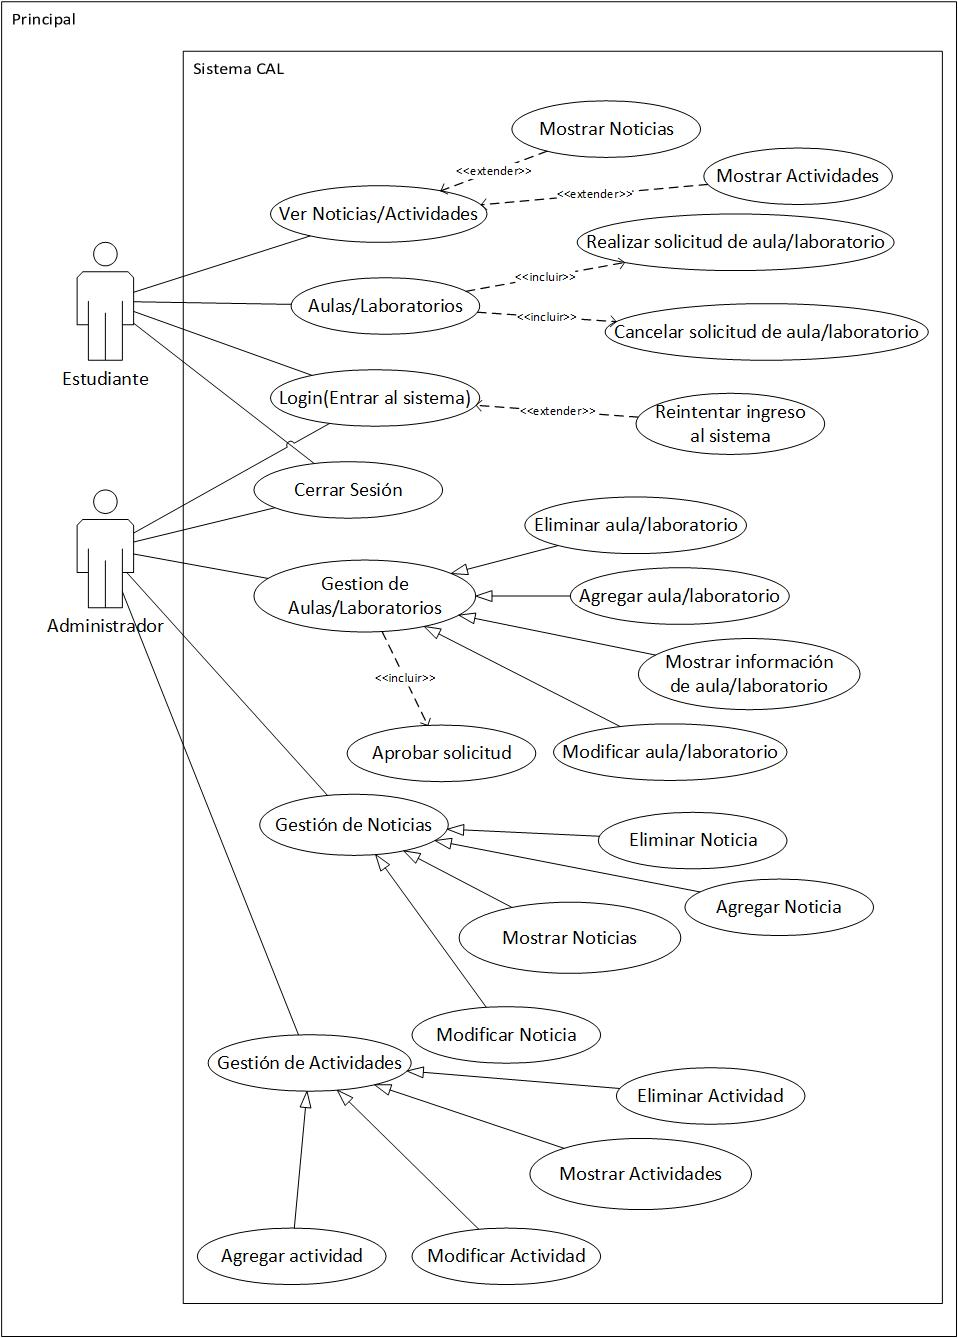 Principal
Sistema CAL
Mostrar Noticias
<<extender>>
Mostrar Actividades
<<extender>>
Ver Noticias/Actividades
Realizar solicitud de aula/laboratorio
<<incluir>>
Aulas/Laboratorios
<<incluir>>
Cancelar solicitud de aula/laboratorio
Estudiante
Login(Entrar al sistema)
<<extender>>
Reintentar ingreso
al sistema
Cerrar Sesión
Eliminar aula/laboratorio
Gestion de
Aulas/Laboratorios
Agregar aula/laboratorio
Administrador
Mostrar información
de aula/laboratorio
<<incluir>>
Aprobar solicitud
Modificar aula/laboratorio
Gestión de Noticias
Eliminar Noticia
Agregar Noticia
Mostrar Noticias
Modificar Noticia
Gestión de Actividades
Eliminar Actividad
Mostrar Actividades
Agregar actividad
Modificar Actividad